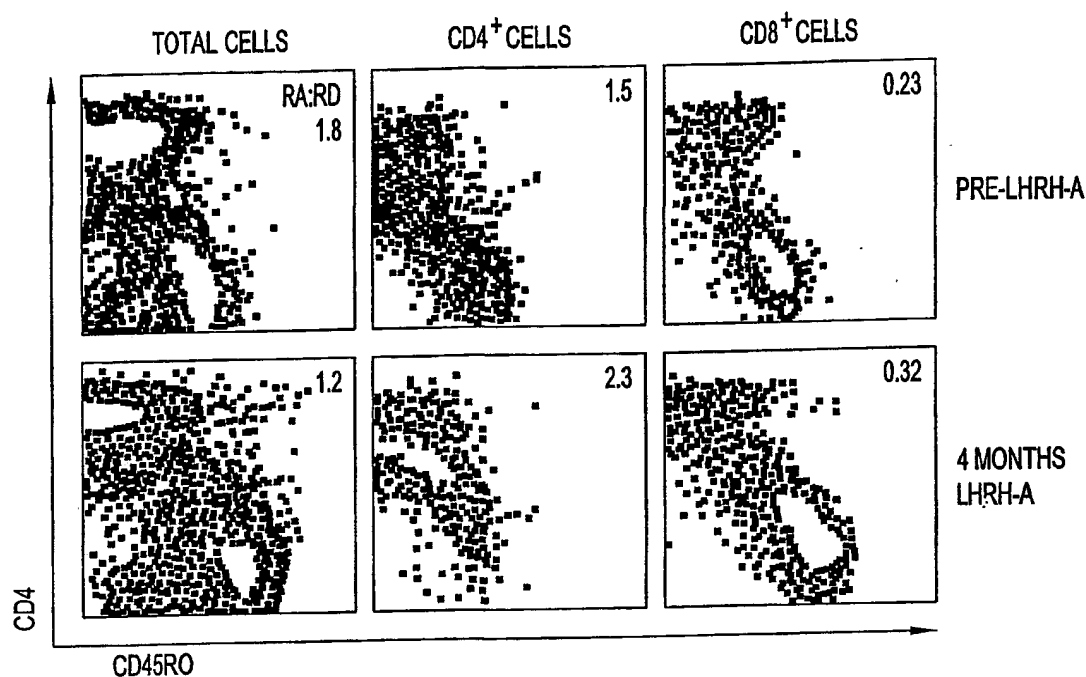 TOTAL CELLS
CD4+ CELLS
CD8+ CELLS
RA:RD
1.8
1.5
0.23
PRE-LHRH-A
1.2
2.3
0.32
4 MONTHS
LHRH-A
CD4
CD45RO